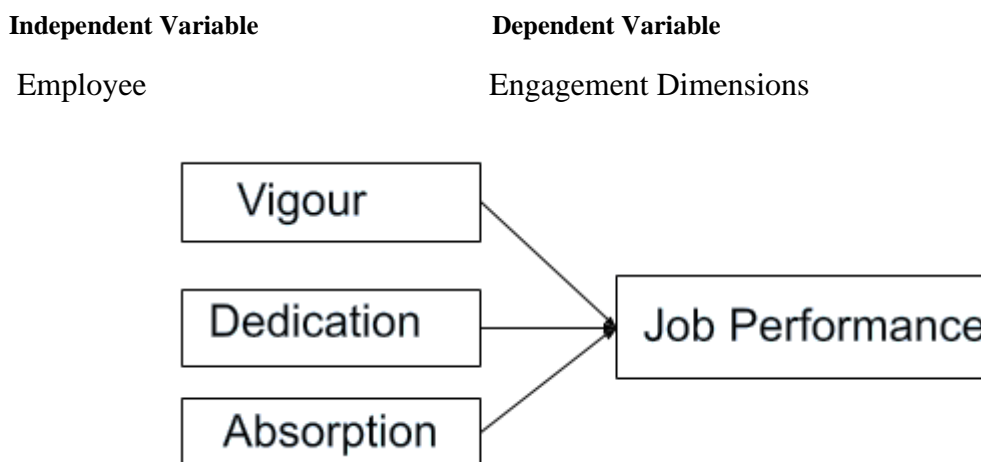 Independent Variable Dependent Variable
Employee Engagement Dimensions
Vigour
Dedication
Job Performance
Absorption